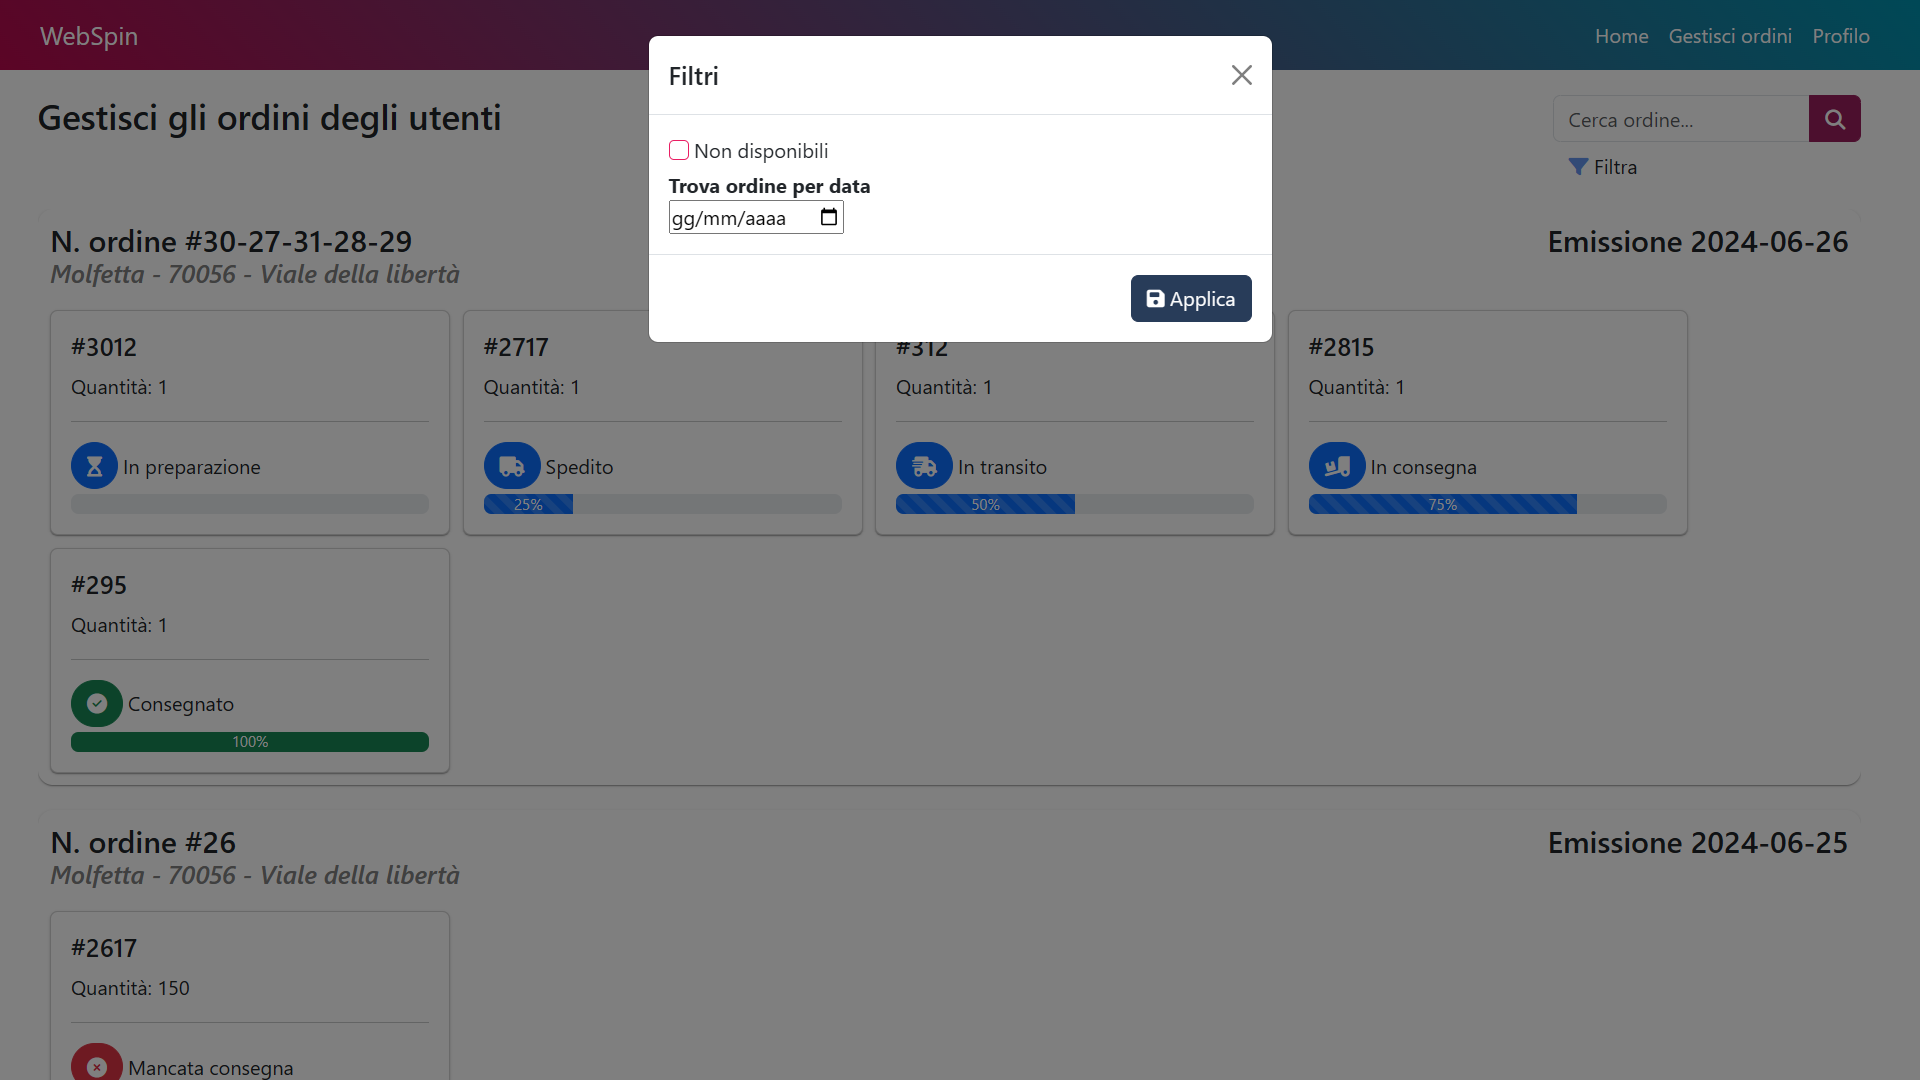 WebSpin
Home
Gestisci ordini
Profilo
Filtri
Non disponibili
Trova ordine per data
gg/mm/aaaa
Applica
Gestisci gli ordini degli utenti
Cerca ordine...
Filtra
N. ordine #30-27-31-28-29
Emissione 2024-06-26
Molfetta - 70056 - Viale della libertà
#3012
Quantità: 1
In preparazione
#2717
Quantità: 1
Spedito
25%
#312
Quantità: 1
In transito
50%
#2815
Quantità: 1
In consegna
75%
#295
Quantità: 1
Consegnato
100%
N. ordine #26
Emissione 2024-06-25
Molfetta - 70056 - Viale della libertà
#2617
Quantità: 150
Mancata consegna